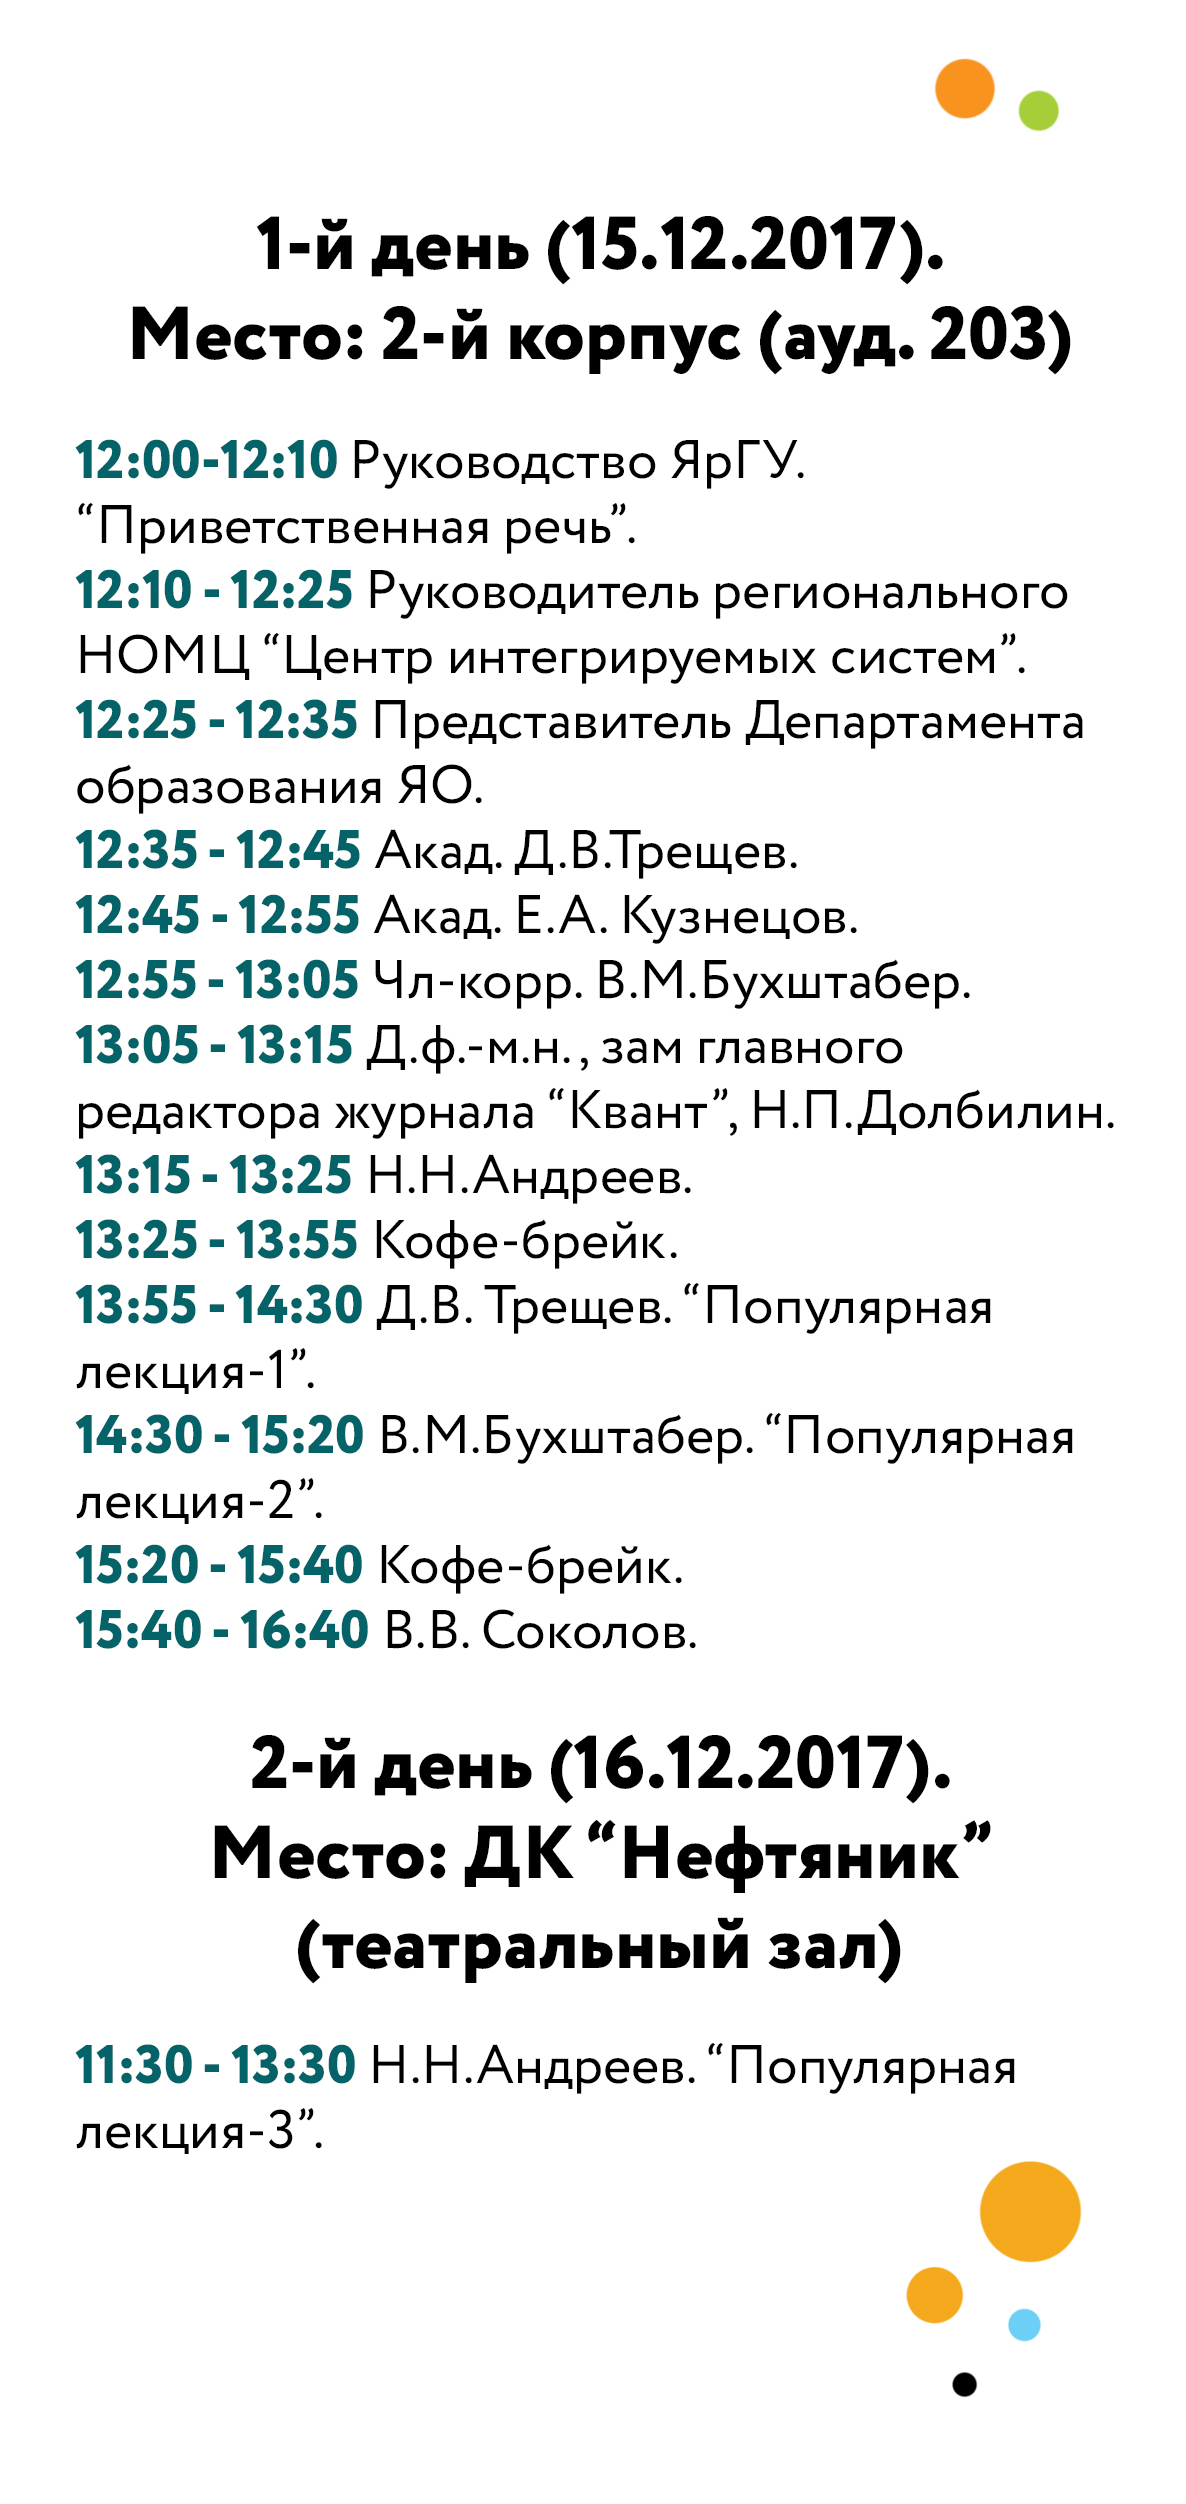 1-й день (15.12.2017).
Место: 2-й корпус (ауд. 203)
12:00-12:10 Руководство ЯрГУ.
“Приветственная речь”.
12:10 - 12:25 Руководитель регионального
НОМЦ “Центр интегрируемых систем”.
12:25 - 12:35 Представитель Департамента
образования ЯО.
12:35 - 12:45 Акад. Д.В.Трещев.
12:45 - 12:55 Акад. Е.А. Кузнецов.
12:55 - 13:05 Чл-корр. В.М.Бухштабер.
13:05 - 13:15 Д.ф.-м.н., зам главного
редактора журнала “Квант”, Н.П.Долбилин.
13:15 - 13:25 Н.Н.Андреев.
13:25 - 13:55 Кофе-брейк.
13:55 - 14:30 Д.В. Трещев. “Популярная
лекция-1”.
14:30 - 15:20 В.М.Бухштабер. “Популярная
лекция-2”.
15:20 - 15:40 Кофе-брейк.
15:40 - 16:40 В.В. Соколов.
2-й день (16.12.2017).
Место: ДК “Нефтяник”
(театральный зал)
11:30 - 13:30 Н.Н.Андреев. “Популярная
лекция-3”.